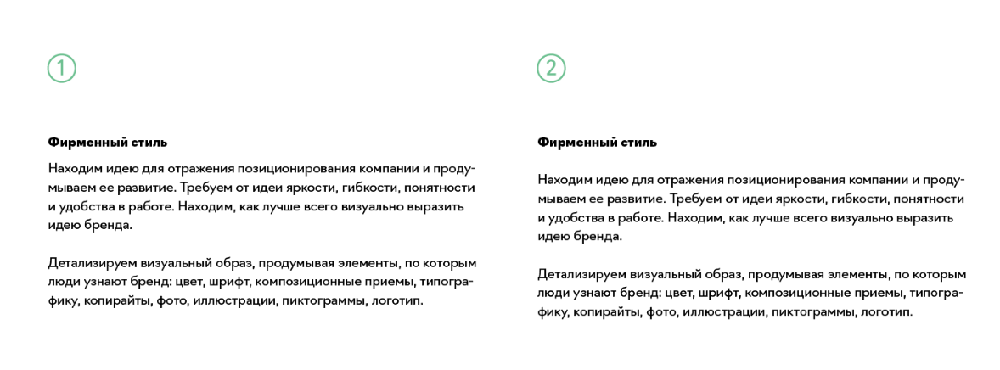 1
Фирменный стиль
Находим идею для отражения позиционирования компании и проду-
мываем ее развитие. Требуем от идеи яркости, гибкости, понятности
и удобства в работе. Находим, как лучше всего визуально выразить
идею бренда.
Детализируем визуальный образ, продумывая элементы, по которым
люди узнают бренд: цвет, шрифт, композиционные приемы, типогра-
фику, копирайты, фото, иллюстрации, пиктограммы, логотип.
2
Фирменный стиль
Находим идею для отражения позиционирования компании и проду-
мываем ее развитие. Требуем от идеи яркости, гибкости, понятности
и удобства в работе. Находим, как лучше всего визуально выразить
идею бренда.
Детализируем визуальный образ, продумывая элементы, по которым
люди узнают бренд: цвет, шрифт, композиционные приемы, типогра-
фику, копирайты, фото, иллюстрации, пиктограммы, логотип.